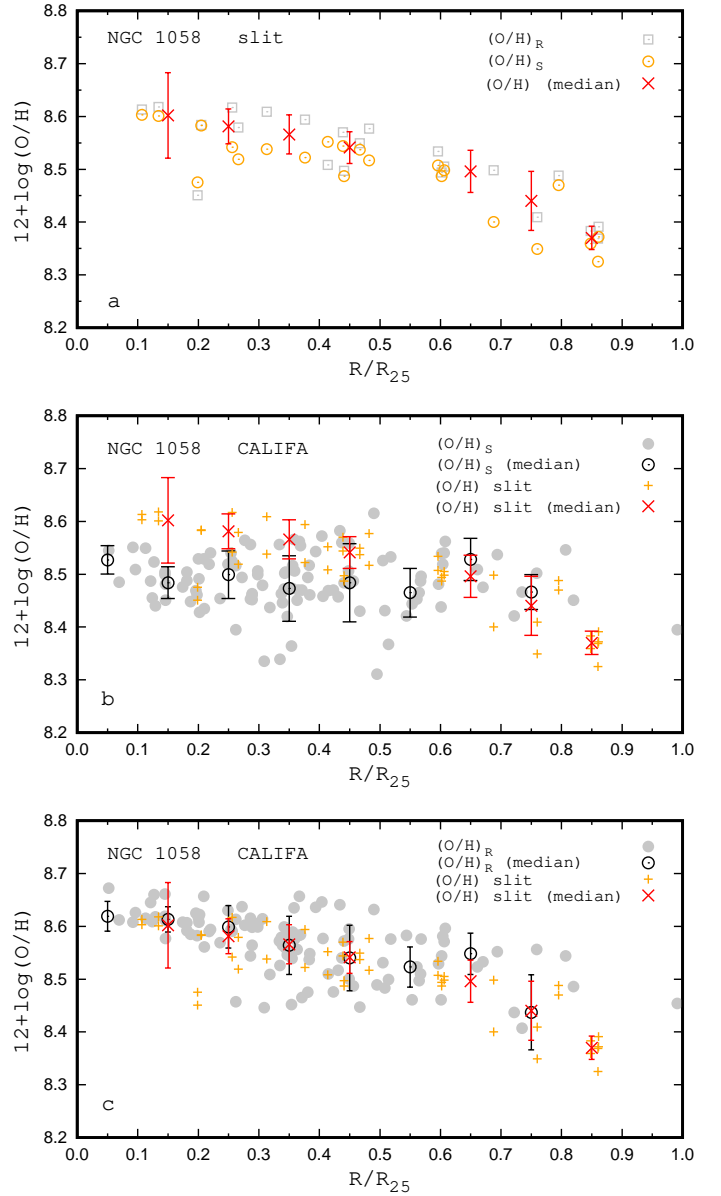 NGC 1058 slit
(O/H)R
(O/H)S
(O/H) (median)
12+log(O/H)
8.8
8.7
8.6
8.5
8.4
8.3
8.2
a
0.0 0.1 0.2 0.3 0.4 0.5 0.6 0.7 0.8 0.9 1.0
R/R25
NGC 1058 CALIFA
(O/H)S
(O/H)S (median)
(O/H) slit
(O/H) slit (median)
12+log(O/H)
8.8
8.7
8.6
8.5
8.4
8.3
8.2
b
0.0 0.1 0.2 0.3 0.4 0.5 0.6 0.7 0.8 0.9 1.0
R/R25
NGC 1058 CALIFA
(O/H)R
(O/H)R (median)
(O/H) slit
(O/H) slit (median)
12+log(O/H)
8.8
8.7
8.6
8.5
8.4
8.3
8.2
c
0.0 0.1 0.2 0.3 0.4 0.5 0.6 0.7 0.8 0.9 1.0
R/R25